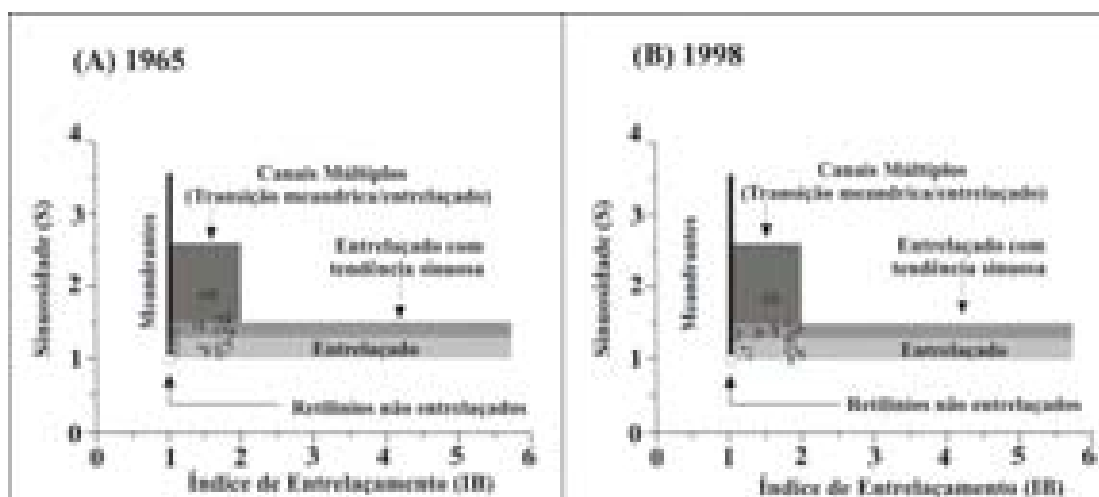 (A) 1965
4
3
2
1
0
Sinuosidade (S)
Meandrantes
Canais Múltiplos
(Transição meandrica/entrelaçado)
Entrelaçado com
tendência sinuosa
Entrelaçado
Retilínios não entrelaçados
0 1 2 3 4 5 6
Índice de Entrelaçamento (IB)
(B) 1998
4
3
2
1
0
Sinuosidade (S)
Meandrantes
Canais Múltiplos
(Transição meandrica/entrelaçado)
Entrelaçado com
tendência sinuosa
Entrelaçado
Retilínios não entrelaçados
0 1 2 3 4 5 6
Índice de Entrelaçamento (IB)